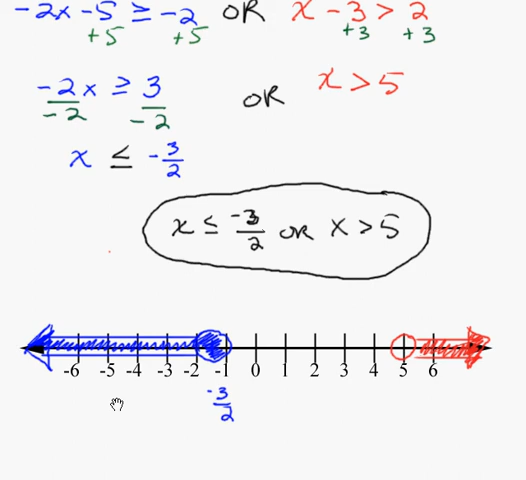 -2x -5 ≥ -2 OR x - 3 > 2
+5 +5 +3 +3
-2x ≥ 3 OR x > 5
-2 -2
x ≤ -3/2
x ≤ -3/2 OR x > 5
-6 -5 -4 -3 -2 -1 0 1 2 3 4 5 6
-3/2